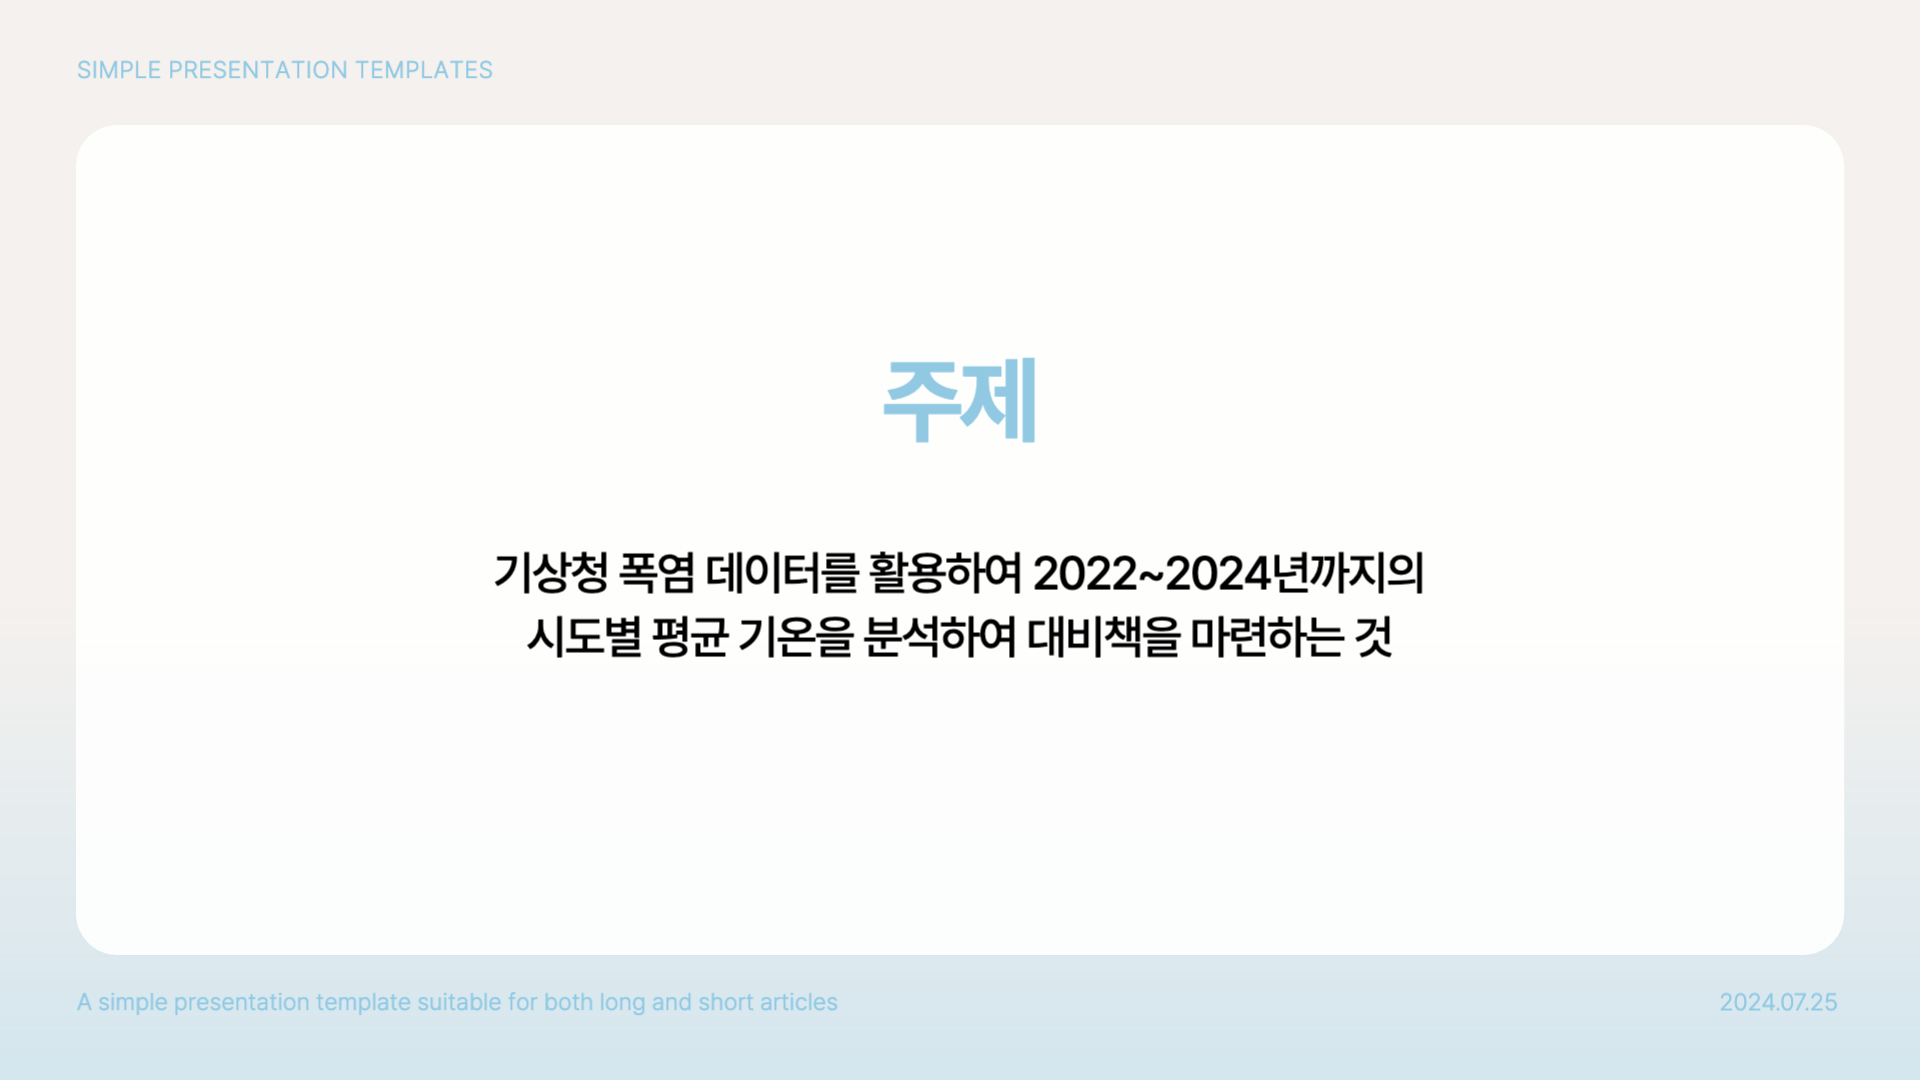 SIMPLE PRESENTATION TEMPLATES
주제
기상청 폭염 데이터를 활용하여 2022~2024년까지의
시도별 평균 기온을 분석하여 대비책을 마련하는 것
A simple presentation template suitable for both long and short articles
2024.07.25